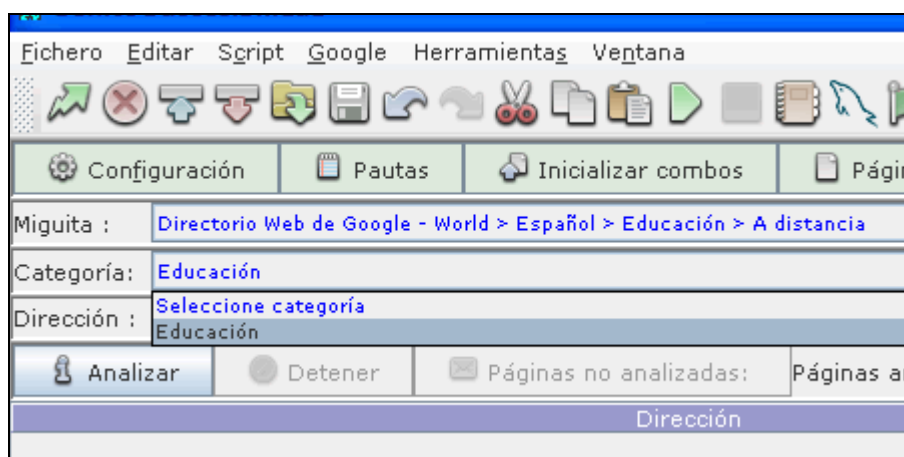 Fichero Editar Script Google Herramientas Ventana
Configuración Pautas Inicializar combos
Miguita : Directorio Web de Google - World > Español > Educación > A distancia
Categoría: Educación
Seleccione categoría
Dirección :
Educación
Analizar Detener Páginas no analizadas: Páginas
Dirección